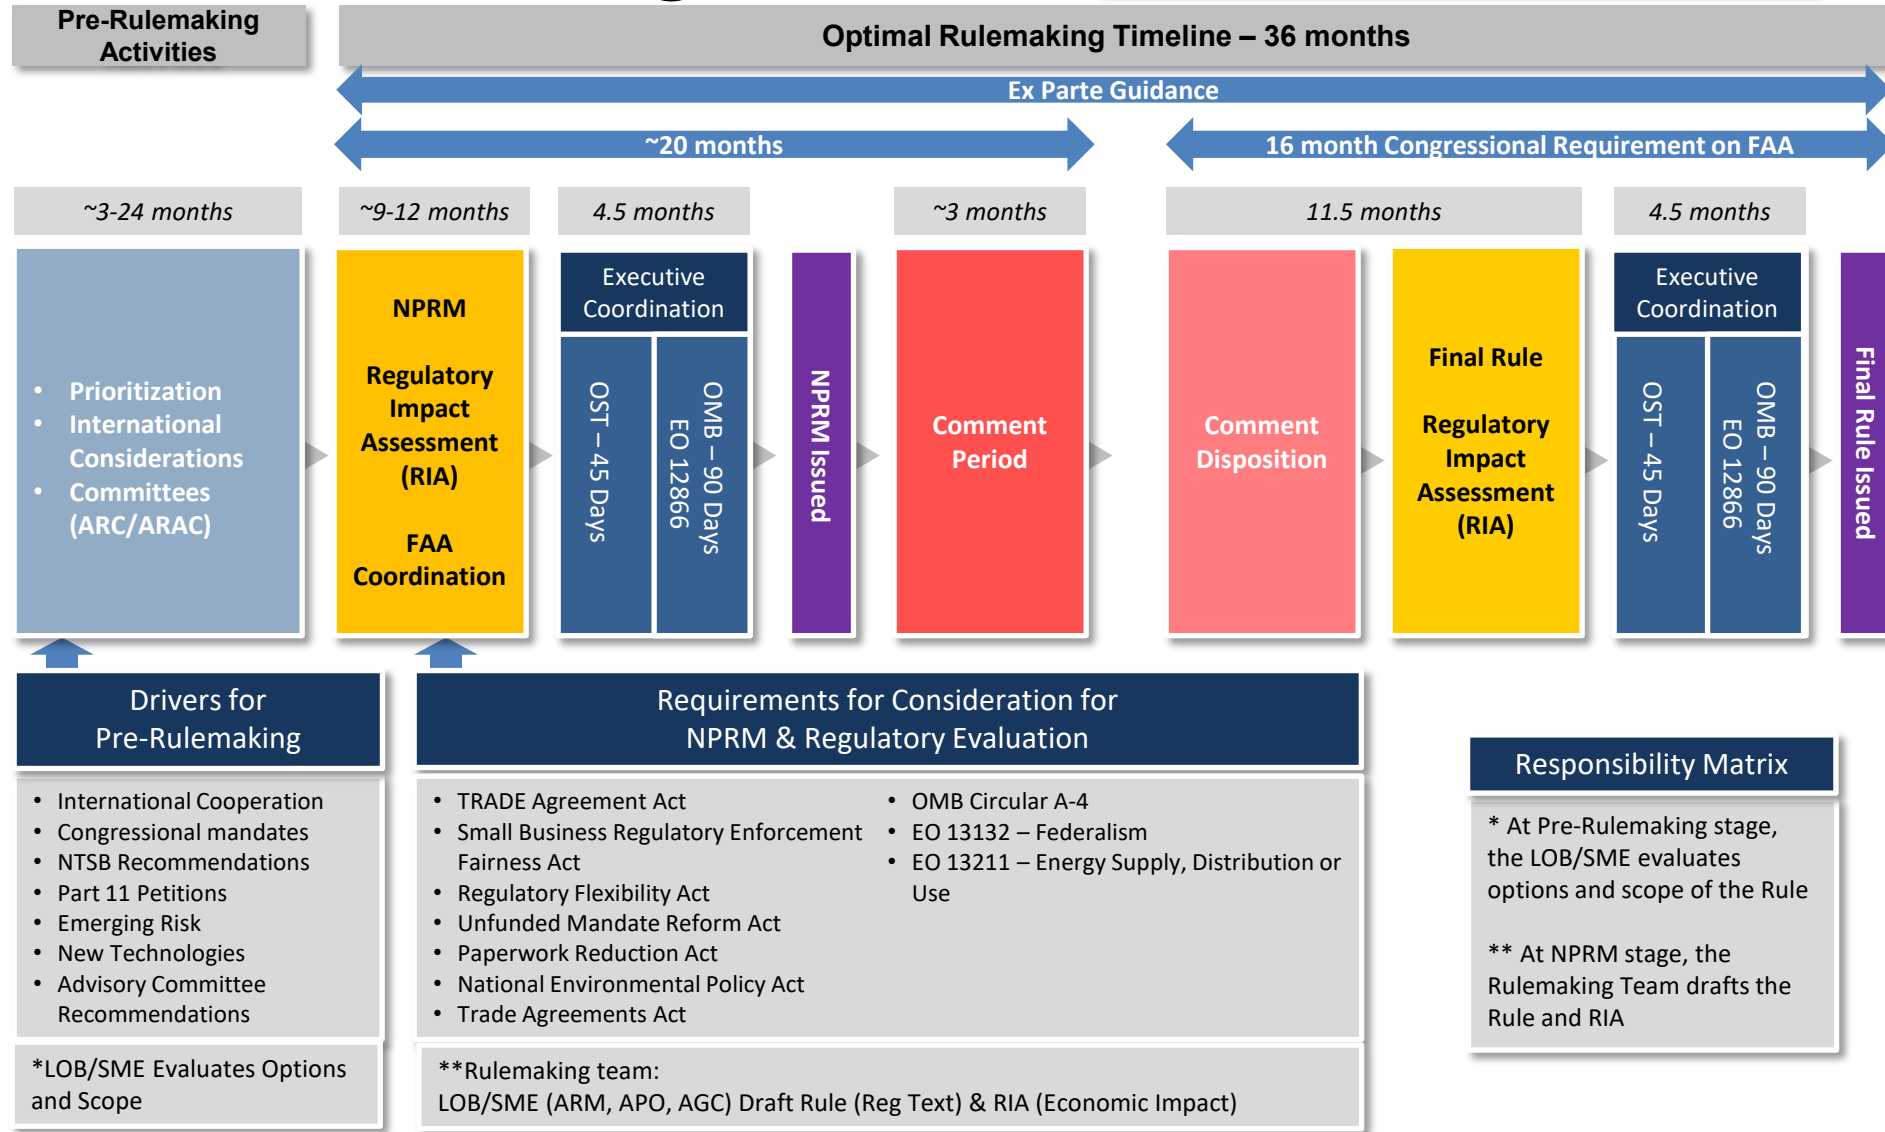 Pre-Rulemaking
Activities
Optimal Rulemaking Timeline – 36 months
Ex Parte Guidance
~20 months
16 month Congressional Requirement on FAA
~3-24 months
~9-12 months
4.5 months
~3 months
11.5 months
4.5 months
• Prioritization
• International
Considerations
• Committees
(ARC/ARAC)
NPRM
Regulatory
Impact
Assessment
(RIA)
FAA
Coordination
Executive
Coordination
OST – 45 Days
OMB – 90 Days
EO 12866
NPRM Issued
Comment
Period
Comment
Disposition
Final Rule
Regulatory
Impact
Assessment
(RIA)
Executive
Coordination
OST – 45 Days
OMB – 90 Days
EO 12866
Final Rule Issued
Drivers for
Pre-Rulemaking
• International Cooperation
• Congressional mandates
• NTSB Recommendations
• Part 11 Petitions
• Emerging Risk
• New Technologies
• Advisory Committee
Recommendations
*LOB/SME Evaluates Options
and Scope
Requirements for Consideration for
NPRM & Regulatory Evaluation
• TRADE Agreement Act
• Small Business Regulatory Enforcement
Fairness Act
• Regulatory Flexibility Act
• Unfunded Mandate Reform Act
• Paperwork Reduction Act
• National Environmental Policy Act
• Trade Agreements Act
• OMB Circular A-4
• EO 13132 – Federalism
• EO 13211 – Energy Supply, Distribution or
Use
**Rulemaking team:
LOB/SME (ARM, APO, AGC) Draft Rule (Reg Text) & RIA (Economic Impact)
Responsibility Matrix
* At Pre-Rulemaking stage,
the LOB/SME evaluates
options and scope of the Rule
** At NPRM stage, the
Rulemaking Team drafts the
Rule and RIA